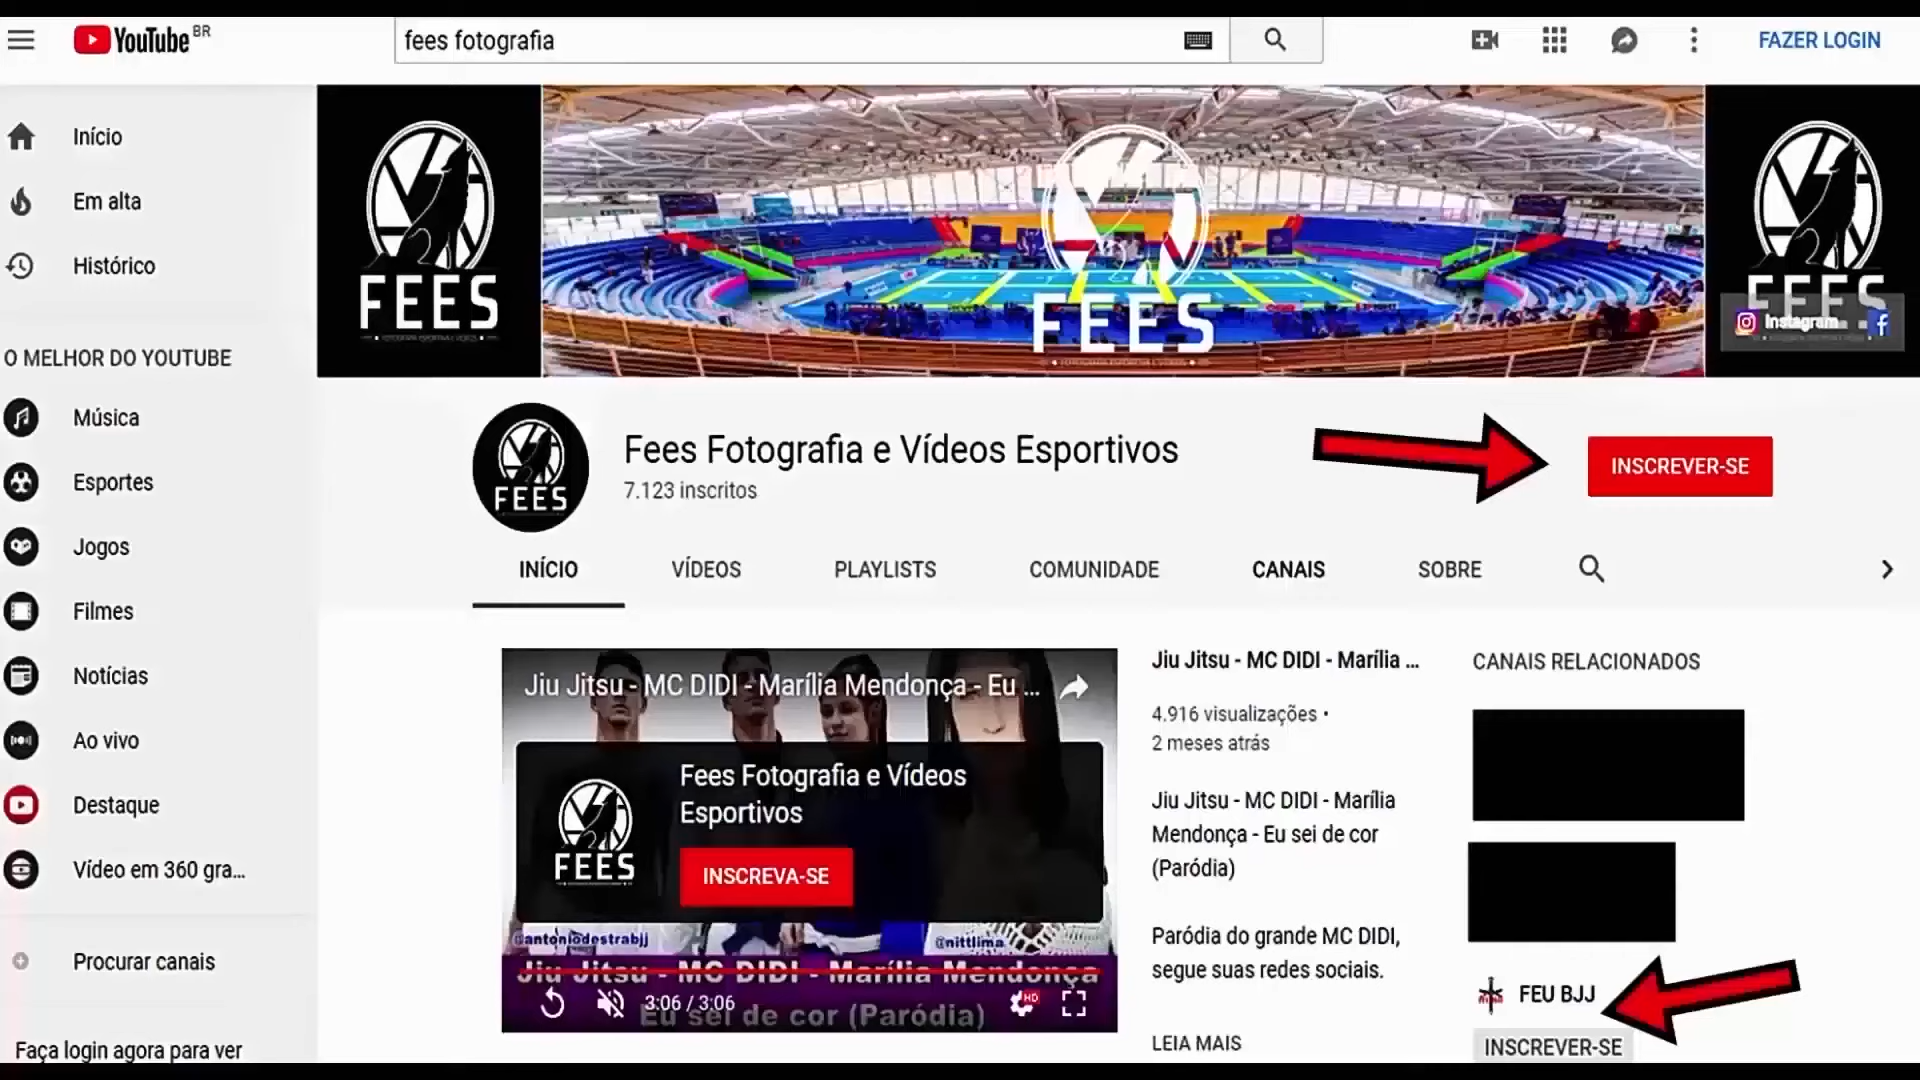 YouTube BR
fees fotografia
FAZER LOGIN
Início
Em alta
Histórico
O MELHOR DO YOUTUBE
Música
Esportes
Jogos
Filmes
Notícias
Ao vivo
Destaque
Vídeo em 360 gra...
Procurar canais
Faça login agora para ver
FEES
FEES
FEES
Instagram
FEES
Fees Fotografia e Vídeos Esportivos
7.123 inscritos
INSCREVER-SE
INÍCIO
VÍDEOS
PLAYLISTS
COMUNIDADE
CANAIS
SOBRE
Jiu Jitsu - MC DIDI - Marília Mendonça - Eu ...
Fees Fotografia e Vídeos
Esportivos
FEES
INSCREVA-SE
@antoniodestrabjj
@nittlima
Jiu Jitsu - MC DIDI - Marília Mendonça
Eu sei de cor (Paródia)
3:06 / 3:06
HD
Jiu Jitsu - MC DIDI - Marília ...
4.916 visualizações •
2 meses atrás
Jiu Jitsu - MC DIDI - Marília
Mendonça - Eu sei de cor
(Paródia)
Paródia do grande MC DIDI,
segue suas redes sociais.
LEIA MAIS
CANAIS RELACIONADOS
FEU BJJ
INSCREVER-SE